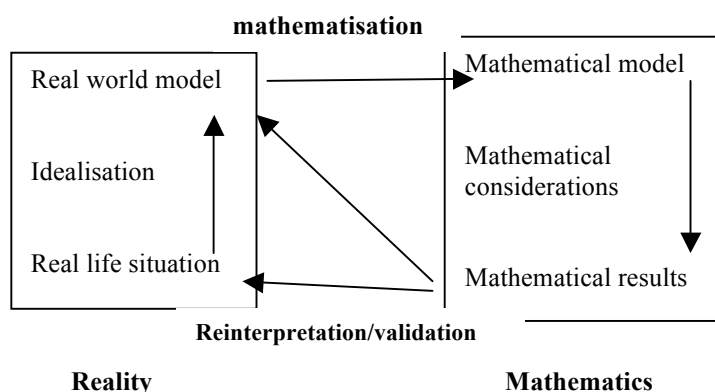 mathematisation
Real world model
Mathematical model
Idealisation
Mathematical
considerations
Real life situation
Mathematical results
Reinterpretation/validation
Reality
Mathematics